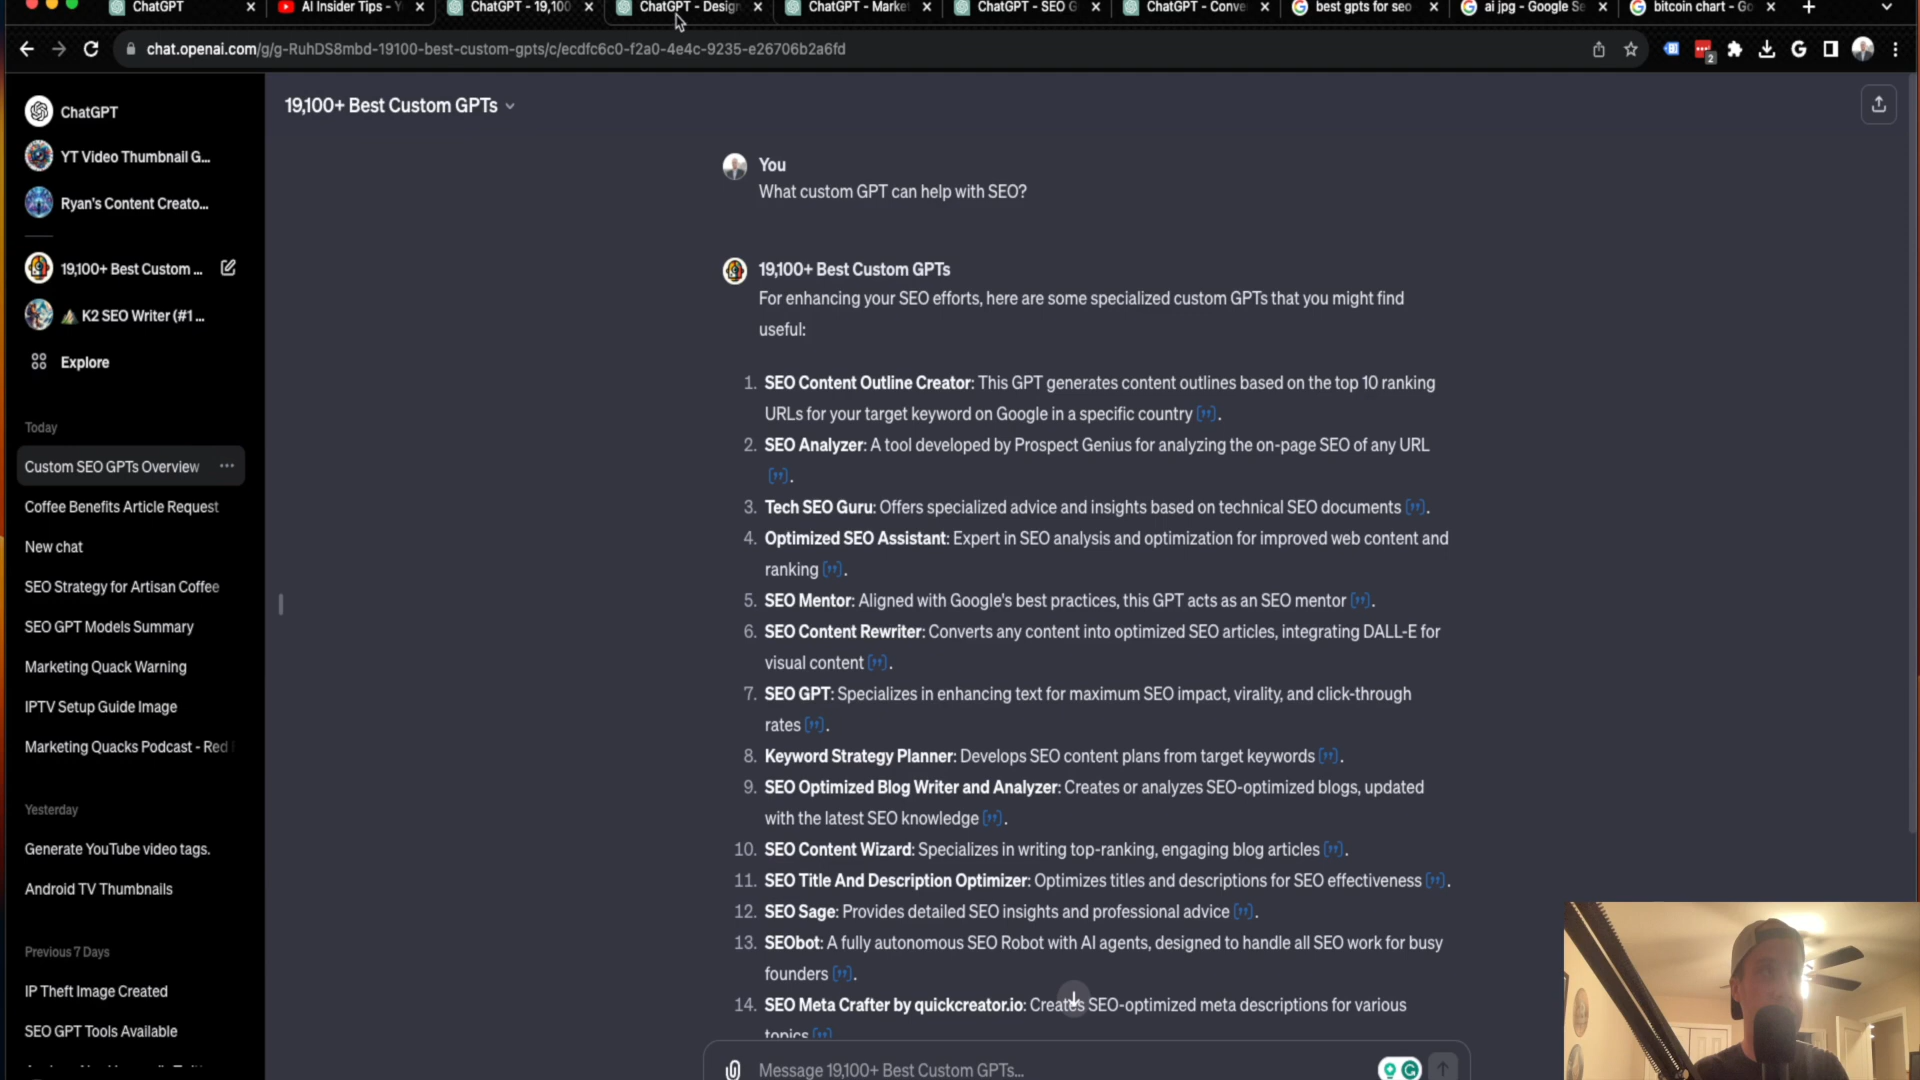 ChatGPT
AI Insider Tips - Y
ChatGPT - 19,100
ChatGPT - Design
ChatGPT - Market
ChatGPT - SEO G
ChatGPT - Conve
best gpts for seo
ai jpg - Google Se
bitcoin chart - Go
chat.openai.com/g/g-RuhDS8mbd-19100-best-custom-gpts/c/ecdfc6c0-f2a0-4e4c-9235-e26706b2a6fd
2
ChatGPT
YT Video Thumbnail G...
Ryan's Content Creato...
19,100+ Best Custom ...
K2 SEO Writer (#1 ...
Explore
Today
Custom SEO GPTs Overview ...
Coffee Benefits Article Request
New chat
SEO Strategy for Artisan Coffee
SEO GPT Models Summary
Marketing Quack Warning
IPTV Setup Guide Image
Marketing Quacks Podcast - Red
Yesterday
Generate YouTube video tags.
Android TV Thumbnails
Previous 7 Days
IP Theft Image Created
SEO GPT Tools Available
19,100+ Best Custom GPTs
You
What custom GPT can help with SEO?
19,100+ Best Custom GPTs
For enhancing your SEO efforts, here are some specialized custom GPTs that you might find
useful:
1. SEO Content Outline Creator: This GPT generates content outlines based on the top 10 ranking
URLs for your target keyword on Google in a specific country ["].
2. SEO Analyzer: A tool developed by Prospect Genius for analyzing the on-page SEO of any URL
["].
3. Tech SEO Guru: Offers specialized advice and insights based on technical SEO documents ["].
4. Optimized SEO Assistant: Expert in SEO analysis and optimization for improved web content and
ranking ["].
5. SEO Mentor: Aligned with Google's best practices, this GPT acts as an SEO mentor ["].
6. SEO Content Rewriter: Converts any content into optimized SEO articles, integrating DALL-E for
visual content ["].
7. SEO GPT: Specializes in enhancing text for maximum SEO impact, virality, and click-through
rates ["].
8. Keyword Strategy Planner: Develops SEO content plans from target keywords ["].
9. SEO Optimized Blog Writer and Analyzer: Creates or analyzes SEO-optimized blogs, updated
with the latest SEO knowledge ["].
10. SEO Content Wizard: Specializes in writing top-ranking, engaging blog articles ["].
11. SEO Title And Description Optimizer: Optimizes titles and descriptions for SEO effectiveness ["].
12. SEO Sage: Provides detailed SEO insights and professional advice ["].
13. SEObot: A fully autonomous SEO Robot with AI agents, designed to handle all SEO work for busy
founders ["].
14. SEO Meta Crafter by quickcreator.io: Creates SEO-optimized meta descriptions for various
topics ["]
Message 19,100+ Best Custom GPTs...